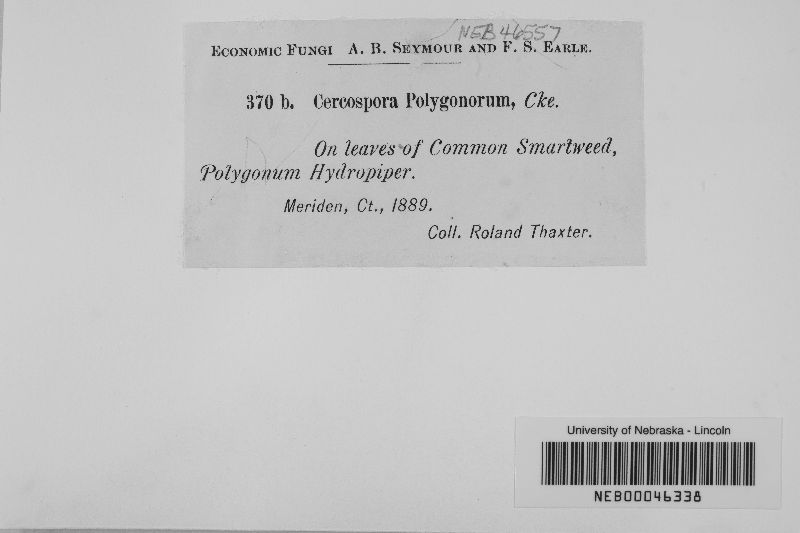 NEB 46557
Economic Fungi A. B. Seymour and F. S. Earle.
370 b. Cercospora Polygonorum, Cke.
On leaves of Common Smartweed,
Polygonum Hydropiper.
Meriden, Ct., 1889.
Coll. Roland Thaxter.
University of Nebraska - Lincoln
NEB00046338